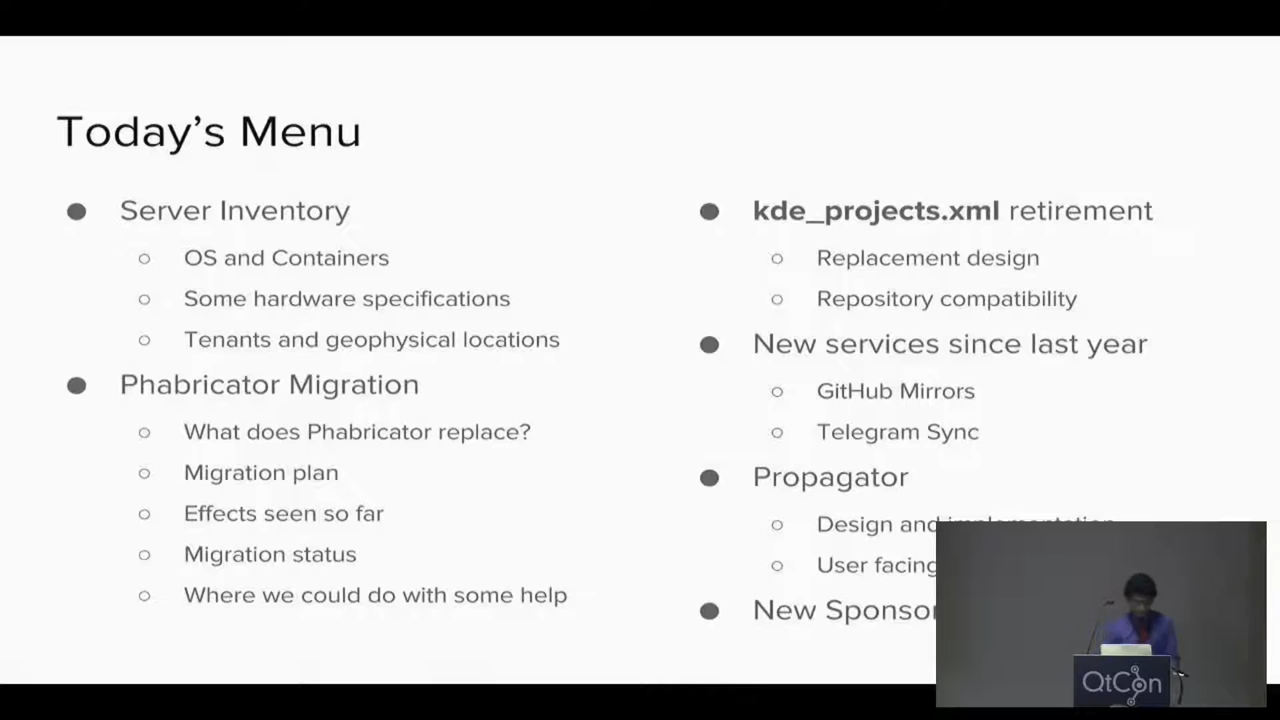 Today's Menu
Server Inventory
OS and Containers
Some hardware specifications
Tenants and geophysical locations
Phabricator Migration
What does Phabricator replace?
Migration plan
Effects seen so far
Migration status
Where we could do with some help
kde_projects.xml retirement
Replacement design
Repository compatibility
New services since last year
GitHub Mirrors
Telegram Sync
Propagator
Design and implementation
User facing
New
QtCon